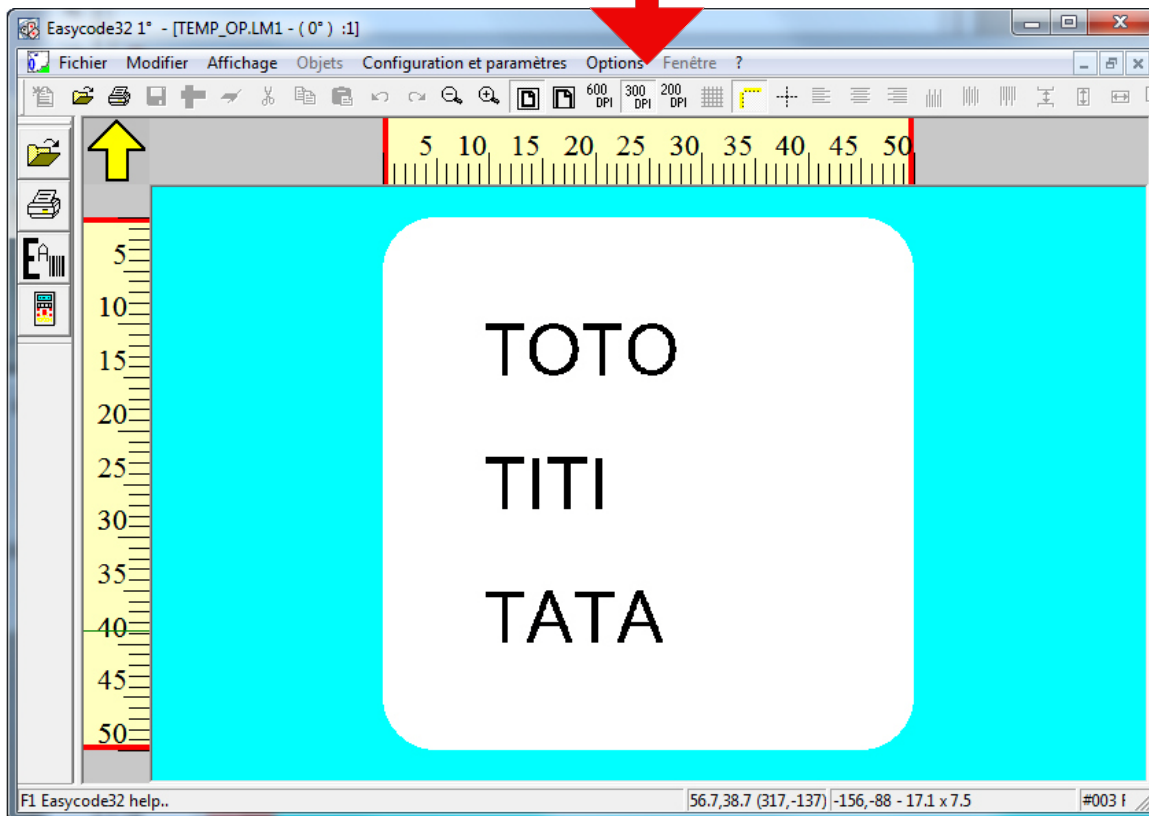 Easycode32 1° - [TEMP_OP.LM1 - ( 0° ) :1]
Fichier Modifier Affichage Objets Configuration et paramètres Options Fenêtre ?
600 DPI 300 DPI 200 DPI
5 10 15 20 25 30 35 40 45 50
E A
5
10
15
20
25
30
35
40
45
50
TOTO
TITI
TATA
F1 Easycode32 help.. 56.7,38.7 (317,-137) -156,-88 - 17.1 x 7.5 #003